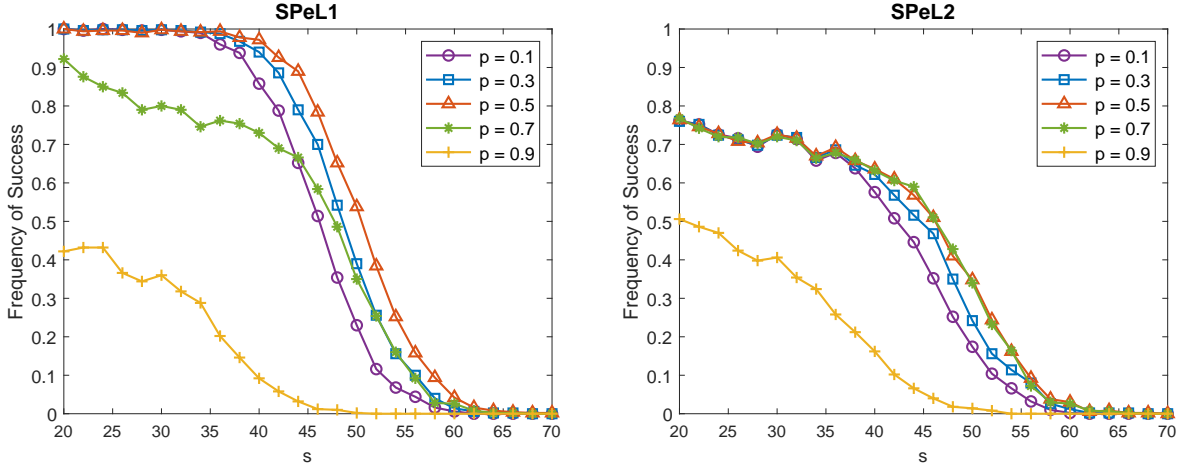 SPeL1
Frequency of Success
1
0.9
0.8
0.7
0.6
0.5
0.4
0.3
0.2
0.1
0
20 25 30 35 40 45 50 55 60 65 70
s
p = 0.1
p = 0.3
p = 0.5
p = 0.7
p = 0.9
SPeL2
Frequency of Success
1
0.9
0.8
0.7
0.6
0.5
0.4
0.3
0.2
0.1
0
20 25 30 35 40 45 50 55 60 65 70
s
p = 0.1
p = 0.3
p = 0.5
p = 0.7
p = 0.9